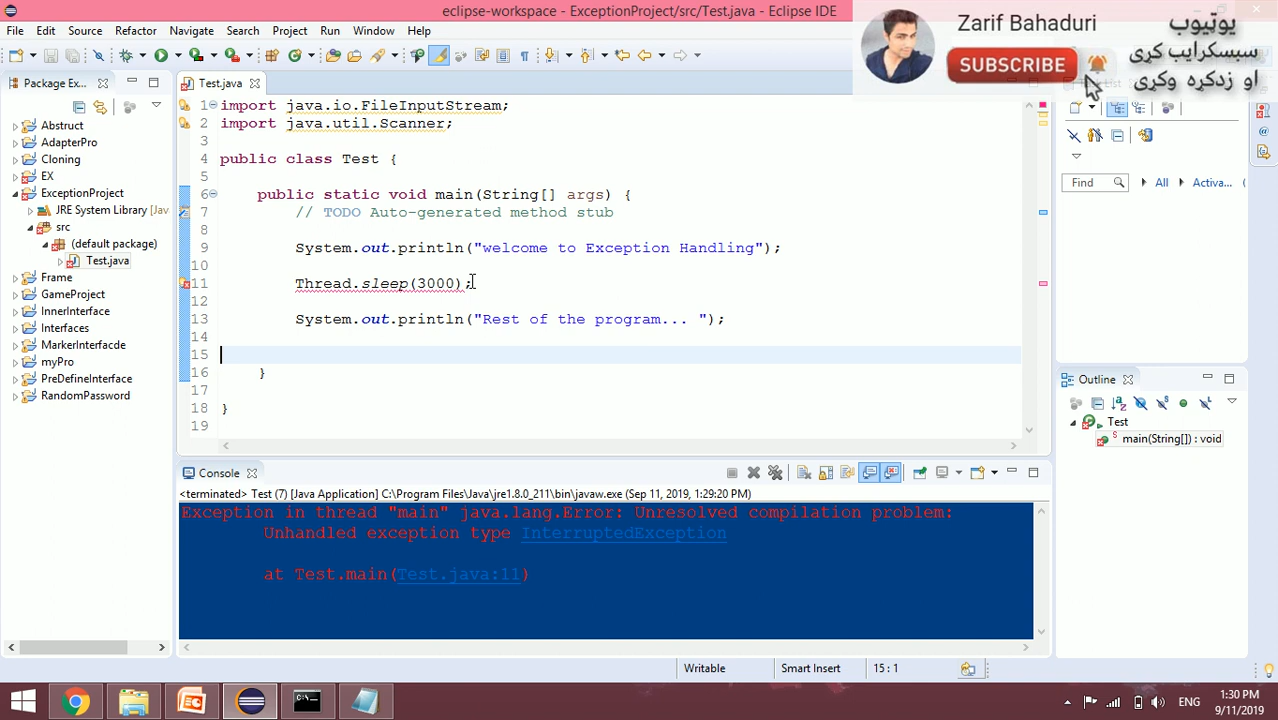 eclipse-workspace - ExceptionProject/src/Test.java - Eclipse IDE
File Edit Source Refactor Navigate Search Project Run Window Help
Zarif Bahaduri
SUBSCRIBE
یوټیوب
سبسکرایب کړی
او زدکړه وکړی
Package Ex
Test.java
1 import java.io.FileInputStream;
2 import java.util.Scanner;
3
4 public class Test {
5
6 public static void main(String[] args) {
7 // TODO Auto-generated method stub
8
9 System.out.println("welcome to Exception Handling");
10
11 Thread.sleep(3000);
12
13 System.out.println("Rest of the program... ");
14
15
16 }
17
18 }
19
Abstruct
AdapterPro
Cloning
EX
ExceptionProject
JRE System Library [Jav
src
(default package)
Test.java
Frame
GameProject
InnerInterface
Interfaces
MarkerInterfacde
myPro
PreDefineInterface
RandomPassword
Find All Activa...
Outline
Test
main(String[]) : void
Console
<terminated> Test (7) [Java Application] C:\Program Files\Java\jre1.8.0_211\bin\javaw.exe (Sep 11, 2019, 1:29:20 PM)
Exception in thread "main" java.lang.Error: Unresolved compilation problem:
Unhandled exception type InterruptedException
at Test.main(Test.java:11)
Writable Smart Insert 15 : 1
ENG
1:30 PM
9/11/2019